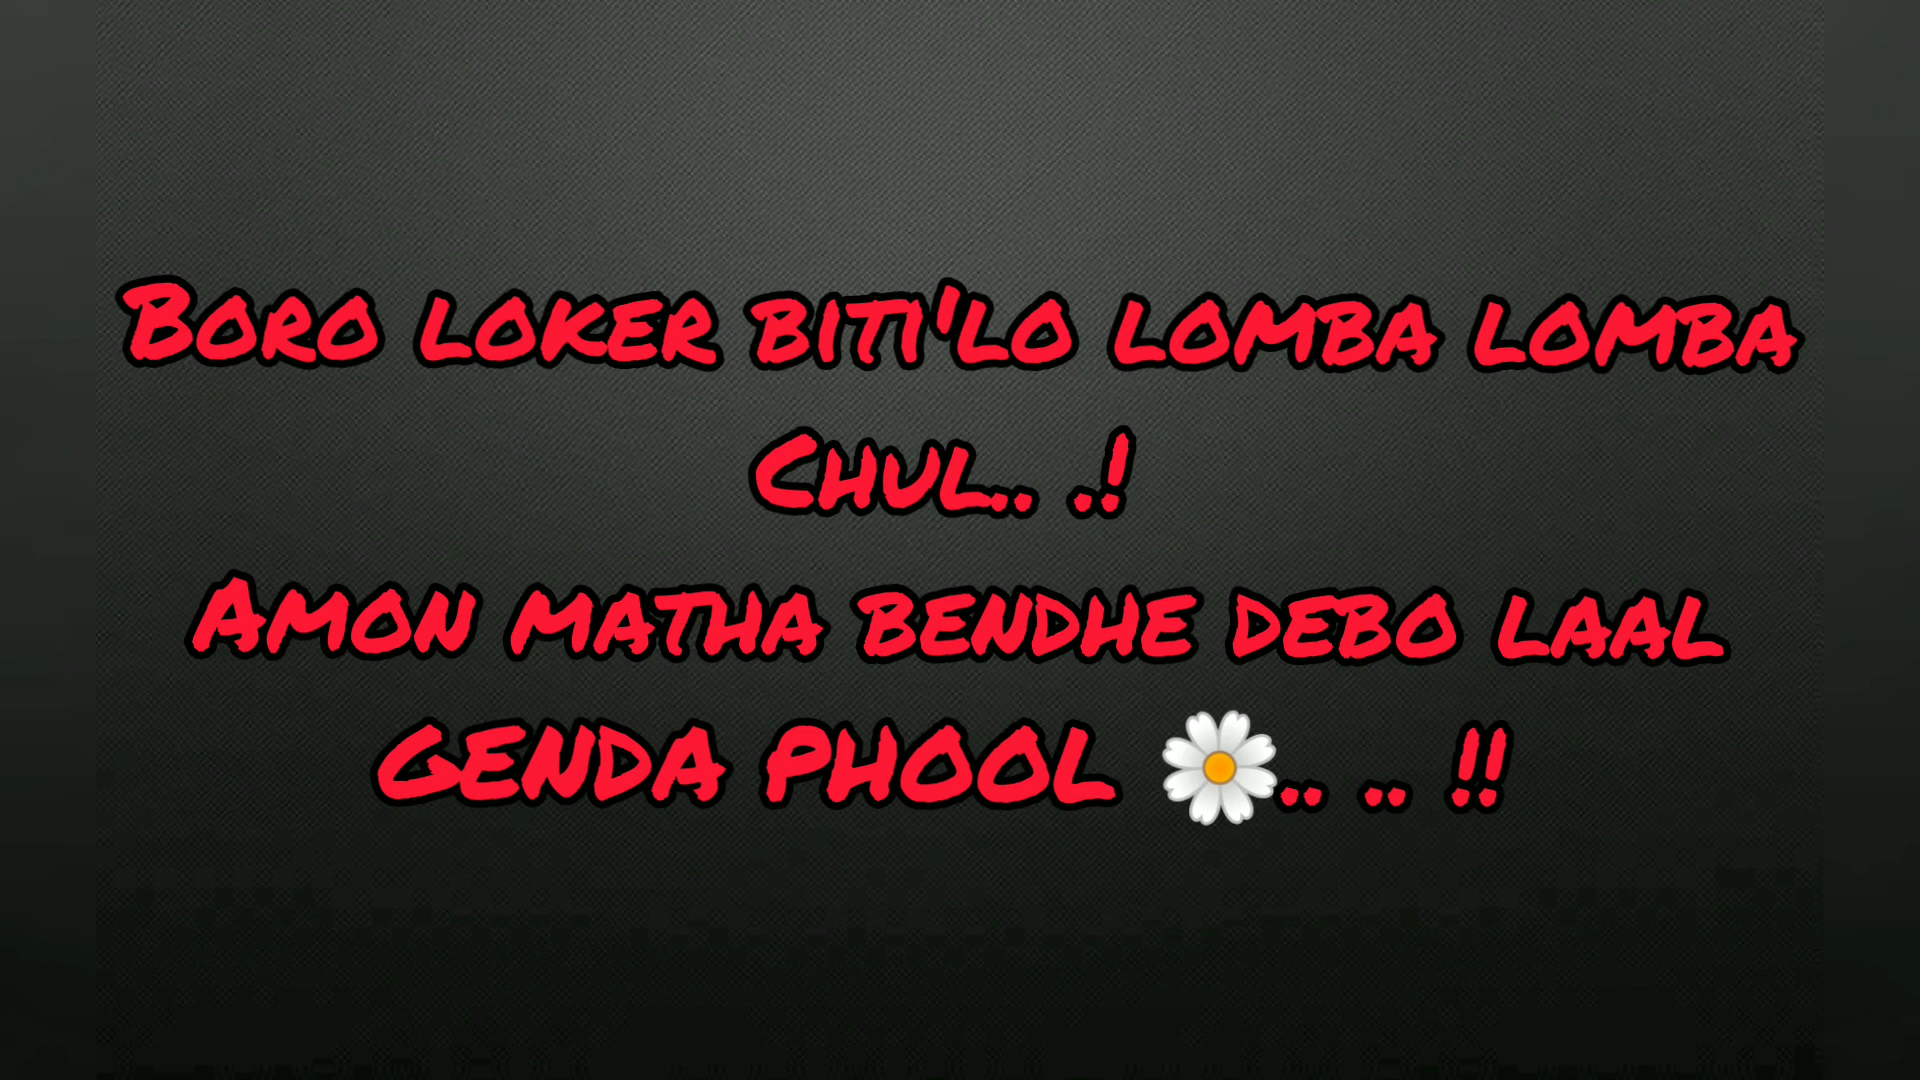 Boro loker biti'lo lomba lomba
Chul.. .!
Amon matha bendhe debo laal
GENDA PHOOL 🌼.. .. !!